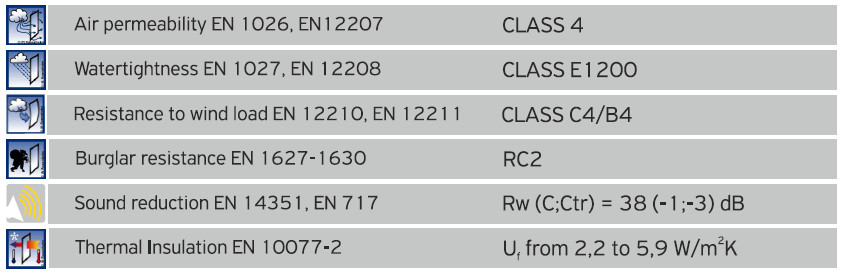 Air permeability EN 1026, EN12207 CLASS 4
Watertightness EN 1027, EN 12208 CLASS E1200
Resistance to wind load EN 12210, EN 12211 CLASS C4/B4
Burglar resistance EN 1627-1630 RC2
Sound reduction EN 14351, EN 717 Rw (C;Ctr) = 38 (-1;-3) dB
Thermal Insulation EN 10077-2 Uf from 2,2 to 5,9 W/m²K